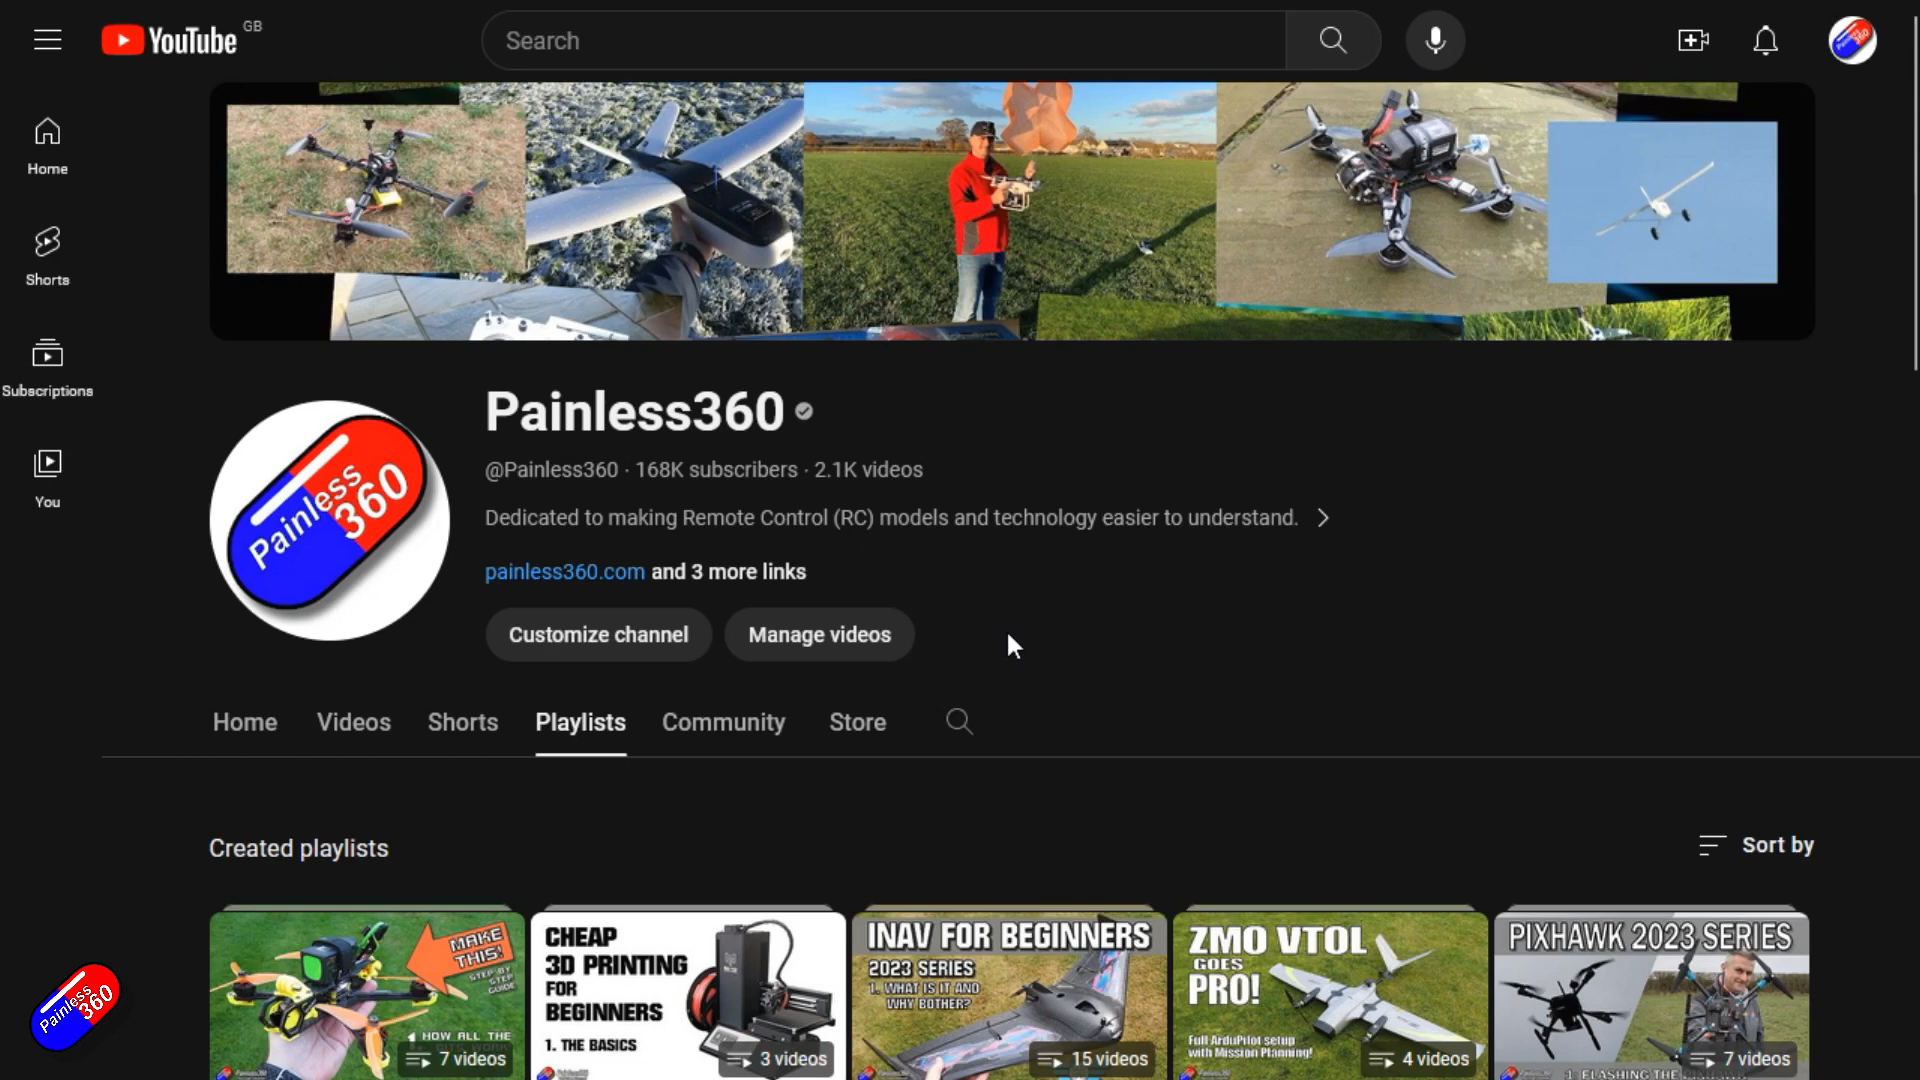 YouTube GB
Search
Home
Shorts
Subscriptions
You
Painless360
Painless
360
@Painless360 · 168K subscribers · 2.1K videos
Dedicated to making Remote Control (RC) models and technology easier to understand.
painless360.com and 3 more links
Customize channel
Manage videos
Home
Videos
Shorts
Playlists
Community
Store
Created playlists
Sort by
MAKE
THIS!
STEP BY
STEP
GUIDE
1. HOW ALL THE
7 videos
CHEAP
3D PRINTING
FOR
BEGINNERS
1. THE BASICS
3 videos
INAV FOR BEGINNERS
2023 SERIES
1. WHAT IS IT AND
WHY BOTHER?
15 videos
ZMO VTOL
GOES
PRO!
Full ArduPilot setup
with Mission Planning!
4 videos
PIXHAWK 2023 SERIES
1. FLASHING THE
7 videos
Painless
360